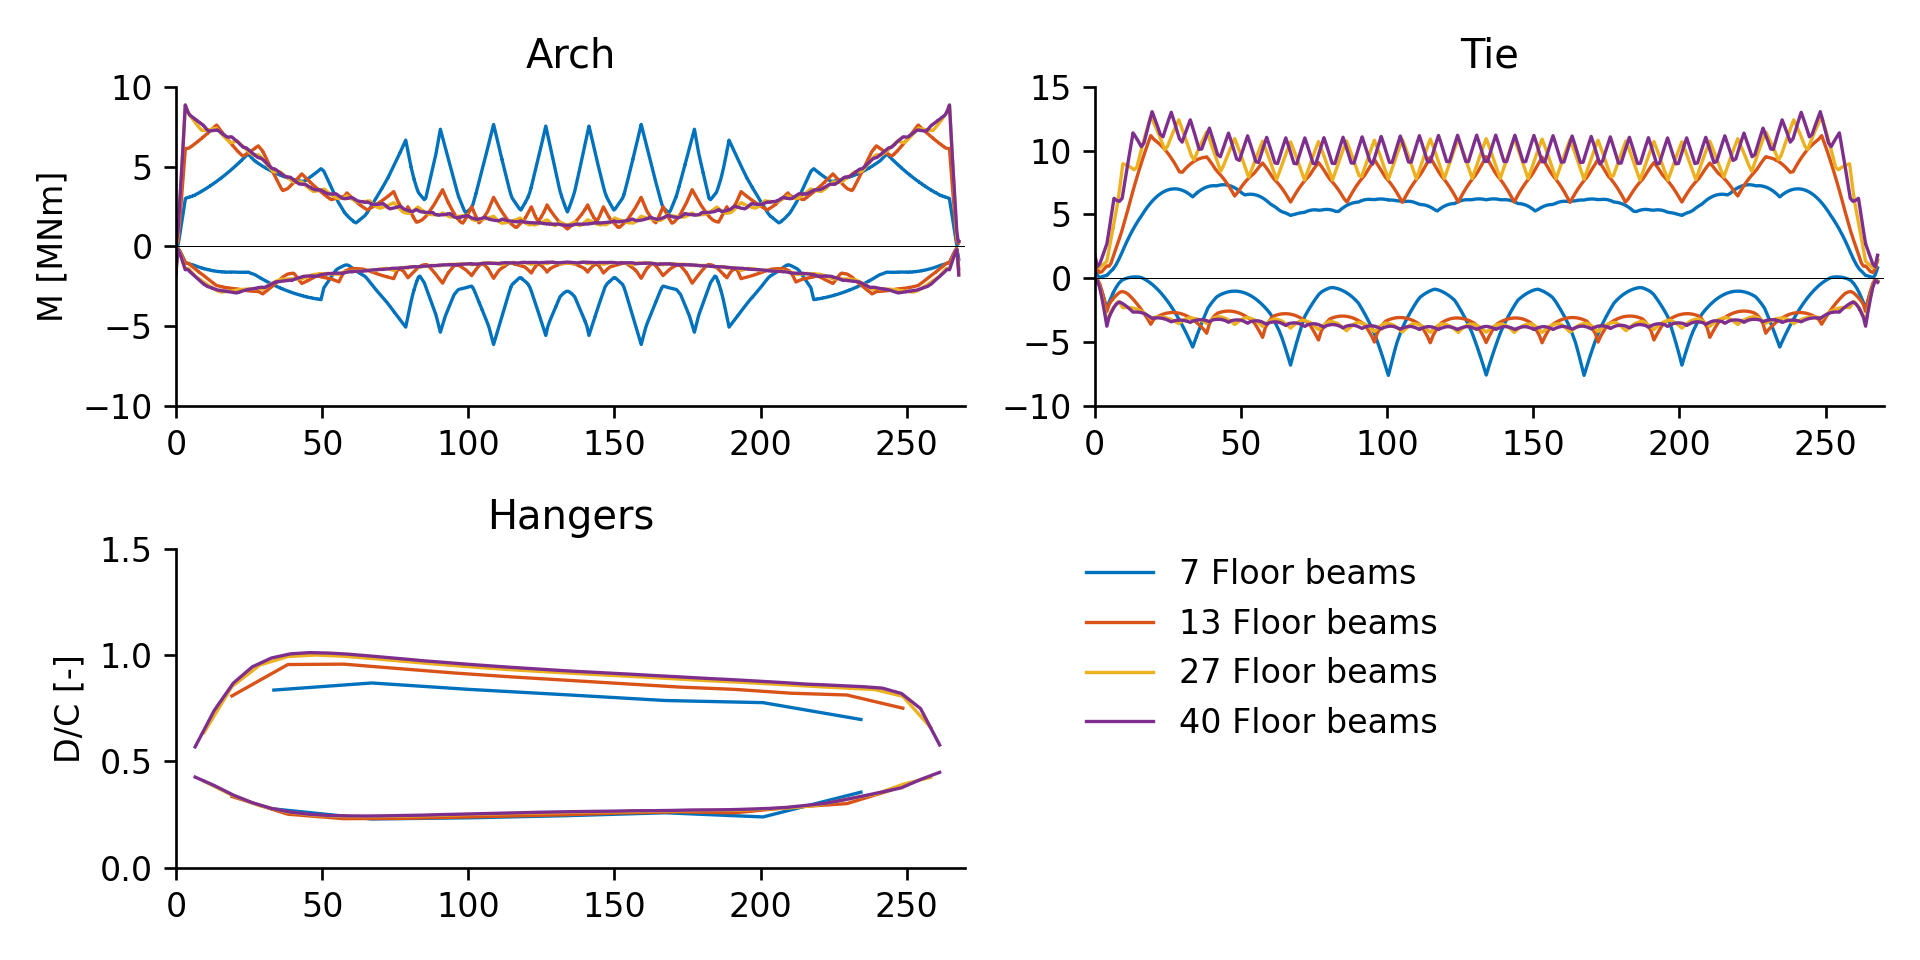 Arch
10
5
0
−5
−10
M [MNm]
0 50 100 150 200 250
Tie
15
10
5
0
−5
−10
0 50 100 150 200 250
Hangers
1.5
1.0
0.5
0.0
D/C [-]
0 50 100 150 200 250
7 Floor beams
13 Floor beams
27 Floor beams
40 Floor beams